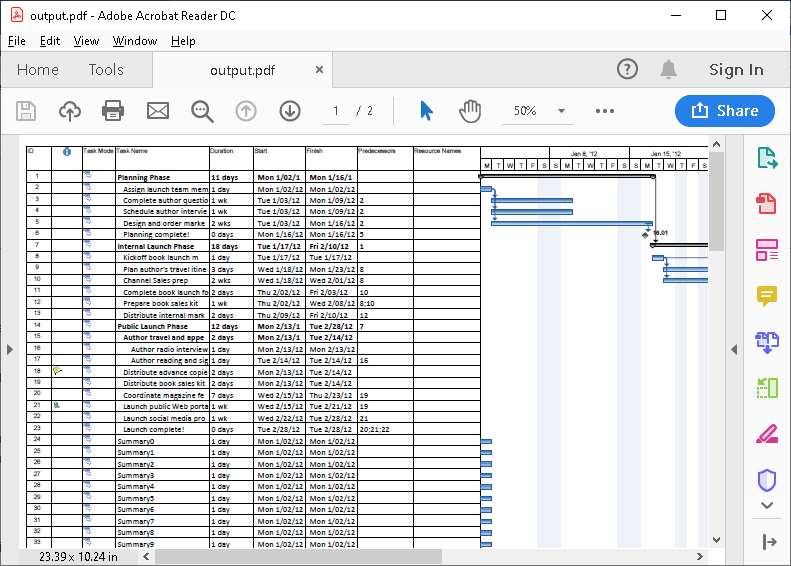 output.pdf - Adobe Acrobat Reader DC
File Edit View Window Help
Home Tools output.pdf × Sign In
1 / 2 50% Share
ID Task Mode Task Name Duration Start Finish Predecessors Resource Names Jan 8, '12 Jan 15, '12
M T W T F S S M T W T F S S M T W T F
1 Planning Phase 11 days Mon 1/02/1 Mon 1/16/1
2 Assign launch team mem 1 day Mon 1/02/12 Mon 1/02/12
3 Complete author questio 1 wk Tue 1/03/12 Mon 1/09/12 2
4 Schedule author intervie 1 wk Tue 1/03/12 Mon 1/09/12 2
5 Design and order marke 2 wks Tue 1/03/12 Mon 1/16/12 2
6 Planning complete! 0 days Mon 1/16/12 Mon 1/16/12 5 16.01
7 Internal Launch Phase 18 days Tue 1/17/12 Fri 2/10/12 1
8 Kickoff book launch m 1 day Tue 1/17/12 Tue 1/17/12
9 Plan author's travel itine 3 days Wed 1/18/12 Mon 1/23/12 8
10 Channel Sales prep 2 wks Wed 1/18/12 Wed 2/01/12 8
11 Complete book launch fo 2 days Thu 2/02/12 Fri 2/03/12 10
12 Prepare book sales kit 1 wk Thu 2/02/12 Wed 2/08/12 8;10
13 Distribute internal mark 2 days Thu 2/09/12 Fri 2/10/12 12
14 Public Launch Phase 12 days Mon 2/13/1 Tue 2/28/12 7
15 Author travel and appe 2 days Mon 2/13/1 Tue 2/14/12
16 Author radio interview 1 day Mon 2/13/12 Mon 2/13/12
17 Author reading and sig 1 day Tue 2/14/12 Tue 2/14/12 16
18 Distribute advance copie 2 days Mon 2/13/12 Tue 2/14/12
19 Distribute book sales kit 2 days Mon 2/13/12 Tue 2/14/12
20 Coordinate magazine fe 7 days Wed 2/15/12 Thu 2/23/12 19
21 Launch public Web porta 1 wk Wed 2/15/12 Tue 2/21/12 19
22 Launch social media pro 1 wk Wed 2/22/12 Tue 2/28/12 21
23 Launch complete! 0 days Tue 2/28/12 Tue 2/28/12 20;21;22
24 Summary0 1 day Mon 1/02/12 Mon 1/02/12
25 Summary1 1 day Mon 1/02/12 Mon 1/02/12
26 Summary2 1 day Mon 1/02/12 Mon 1/02/12
27 Summary3 1 day Mon 1/02/12 Mon 1/02/12
28 Summary4 1 day Mon 1/02/12 Mon 1/02/12
29 Summary5 1 day Mon 1/02/12 Mon 1/02/12
30 Summary6 1 day Mon 1/02/12 Mon 1/02/12
31 Summary7 1 day Mon 1/02/12 Mon 1/02/12
32 Summary8 1 day Mon 1/02/12 Mon 1/02/12
33 Summary9 1 day Mon 1/02/12 Mon 1/02/12
23.39 x 10.24 in